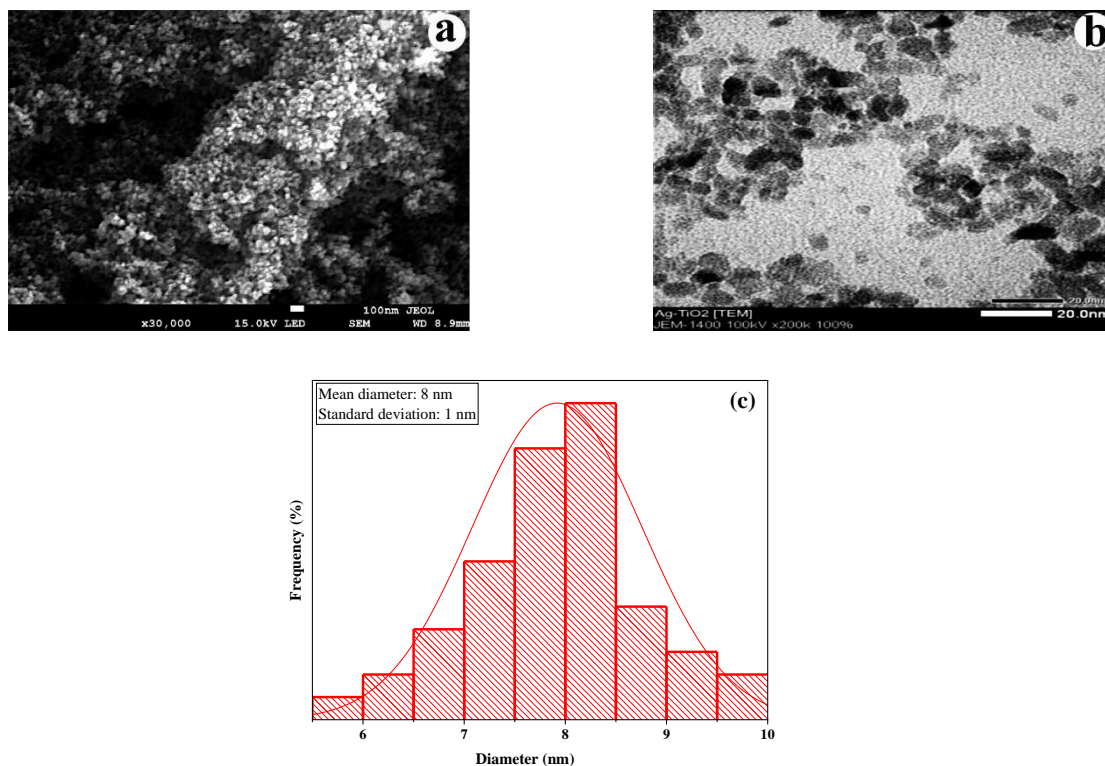 a
100nm JEOL
x30,000 15.0kV LED SEM WD 8.9mm
b
20.0nm
Ag-TiO2 [TEM]
20.0nm
JEM-1400 100kV x200k 100%
Mean diameter: 8 nm
Standard deviation: 1 nm
(c)
Frequency (%)
6 7 8 9 10
Diameter (nm)